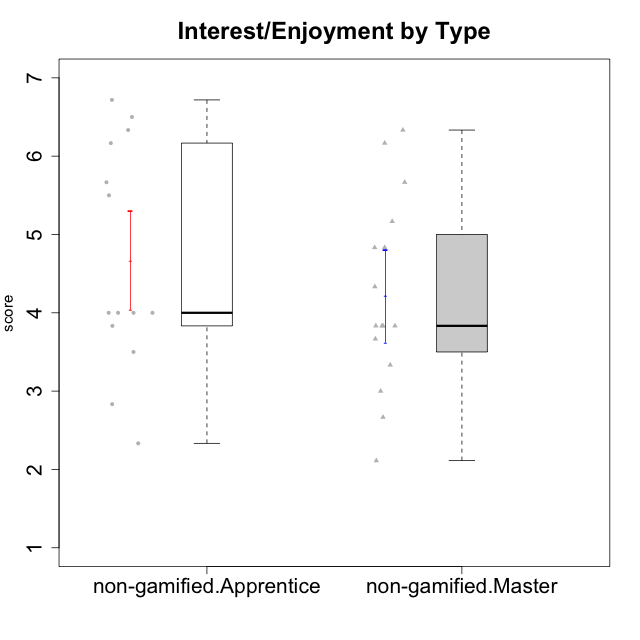 Interest/Enjoyment by Type
score
7
6
5
4
3
2
1
non-gamified.Apprentice
non-gamified.Master